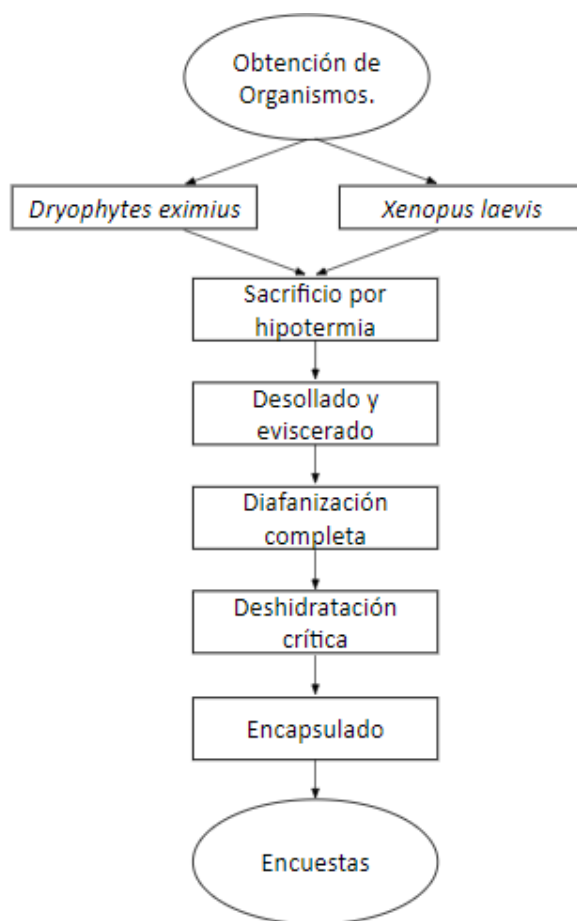 Obtención de
Organismos.
Dryophytes eximius
Xenopus laevis
Sacrificio por
hipotermia
Desollado y
eviscerado
Diafanización
completa
Deshidratación
crítica
Encapsulado
Encuestas